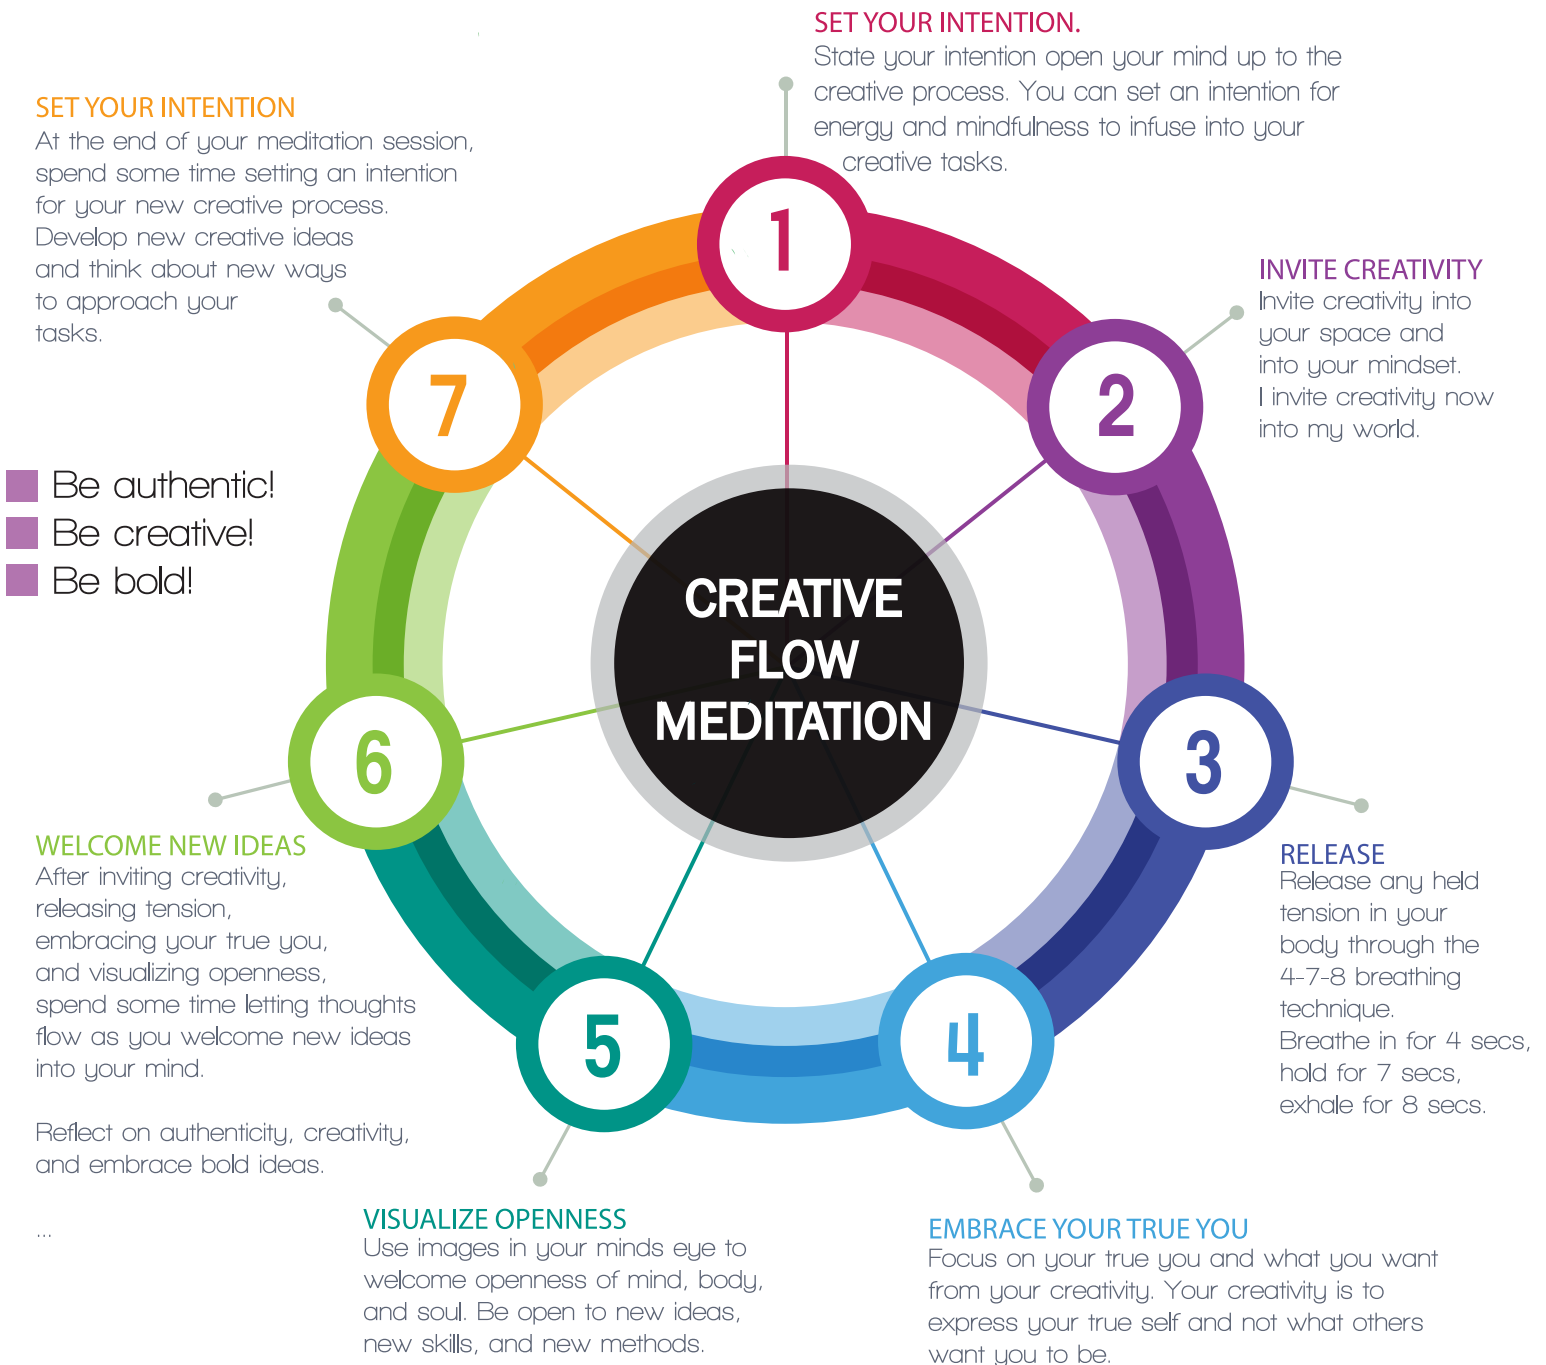 SET YOUR INTENTION.
State your intention open your mind up to the
creative process. You can set an intention for
energy and mindfulness to infuse into your
creative tasks.
1
INVITE CREATIVITY
Invite creativity into
your space and
into your mindset.
I invite creativity now
into my world.
2
RELEASE
Release any held
tension in your
body through the
4-7-8 breathing
technique.
Breathe in for 4 secs,
hold for 7 secs,
exhale for 8 secs.
3
EMBRACE YOUR TRUE YOU
Focus on your true you and what you want
from your creativity. Your creativity is to
express your true self and not what others
want you to be.
4
VISUALIZE OPENNESS
Use images in your minds eye to
welcome openness of mind, body,
and soul. Be open to new ideas,
new skills, and new methods.
5
WELCOME NEW IDEAS
After inviting creativity,
releasing tension,
embracing your true you,
and visualizing openness,
spend some time letting thoughts
flow as you welcome new ideas
into your mind.
Reflect on authenticity, creativity,
and embrace bold ideas.
...
6
SET YOUR INTENTION
At the end of your meditation session,
spend some time setting an intention
for your new creative process.
Develop new creative ideas
and think about new ways
to approach your
tasks.
7
Be authentic!
Be creative!
Be bold!
CREATIVE
FLOW
MEDITATION